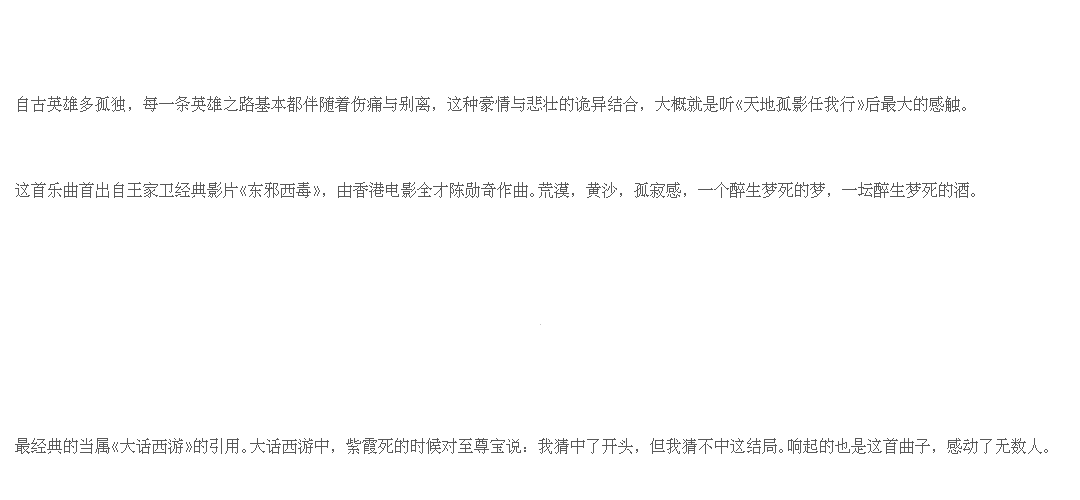 自古英雄多孤独，每一条英雄之路基本都伴随着伤痛与别离，这种豪情与悲壮的诡异结合，大概就是听《天地孤影任我行》后最大的感触。
这首乐曲首出自王家卫经典影片《东邪西毒》，由香港电影全才陈勋奇作曲。荒漠，黄沙，孤寂感，一个醉生梦死的梦，一坛醉生梦死的酒。
最经典的当属《大话西游》的引用。大话西游中，紫霞死的时候对至尊宝说：我猜中了开头，但我猜不中这结局。响起的也是这首曲子，感动了无数人。